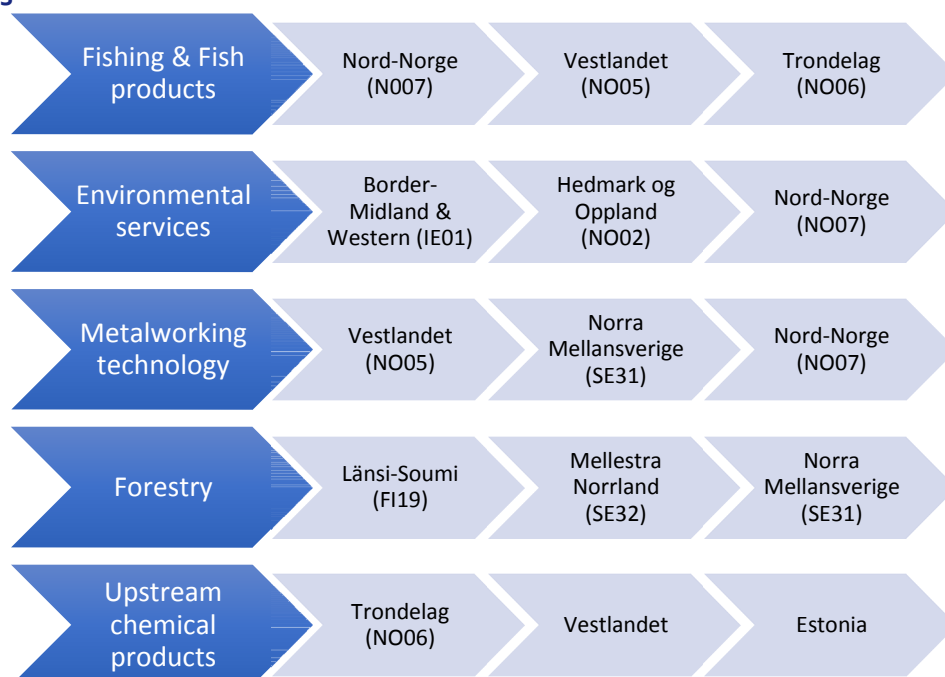 Fishing & Fish
products
Nord-Norge
(N007)
Vestlandet
(NO05)
Trondelag
(NO06)
Environmental
services
Border-
Midland &
Western (IE01)
Hedmark og
Oppland
(NO02)
Nord-Norge
(NO07)
Metalworking
technology
Vestlandet
(NO05)
Norra
Mellansverige
(SE31)
Nord-Norge
(NO07)
Forestry
Länsi-Soumi
(FI19)
Mellestra
Norrland
(SE32)
Norra
Mellansverige
(SE31)
Upstream
chemical
products
Trondelag
(NO06)
Vestlandet
Estonia